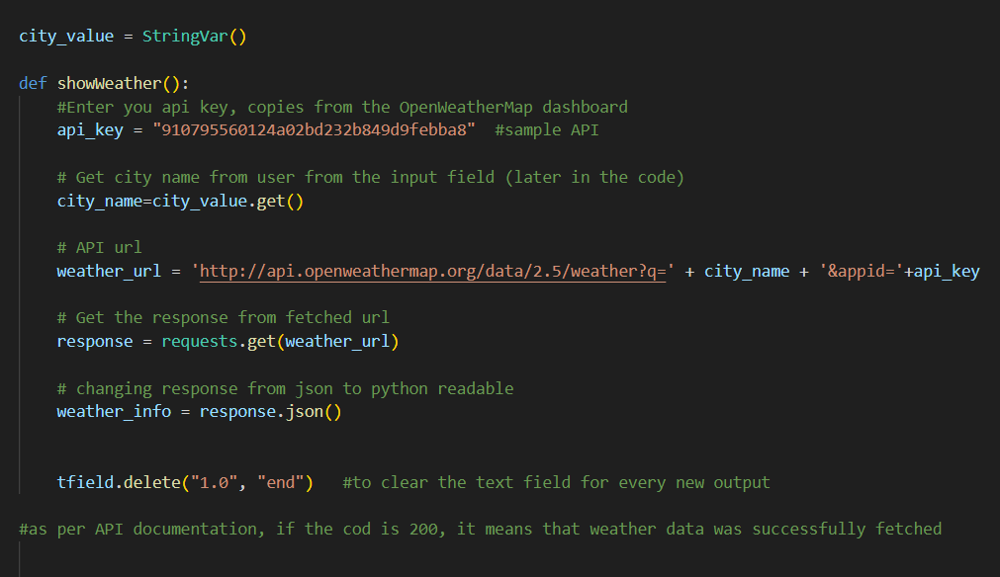 city_value = StringVar()
def showWeather():
#Enter you api key, copies from the OpenWeatherMap dashboard
api_key = "910795560124a02bd232b849d9febba8"  #sample API
# Get city name from user from the input field (later in the code)
city_name=city_value.get()
# API url
weather_url = 'http://api.openweathermap.org/data/2.5/weather?q=' + city_name + '&appid='+api_key
# Get the response from fetched url
response = requests.get(weather_url)
# changing response from json to python readable
weather_info = response.json()
tfield.delete("1.0", "end")   #to clear the text field for every new output
#as per API documentation, if the cod is 200, it means that weather data was successfully fetched